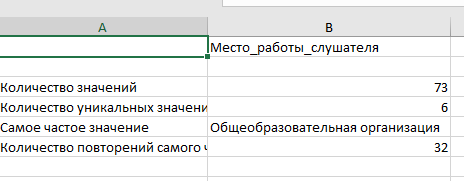 A B
Место_работы_слушателя
Количество значений 73
Количество уникальных значени 6
Самое частое значение Общеобразовательная организация
Количество повторений самого ч 32